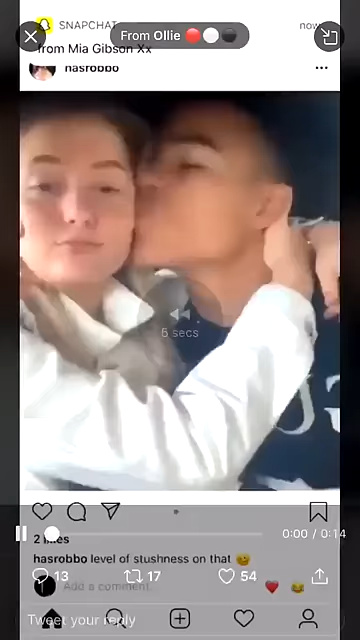 SNAPCHAT
now
From Ollie 🔴⚪⚫
from Mia Gibson Xx
hasrobbo
5 secs
2 likes
0:00 / 0:14
hasrobbo level of stushness on that
13
17
54
Add a comment
Tweet your reply